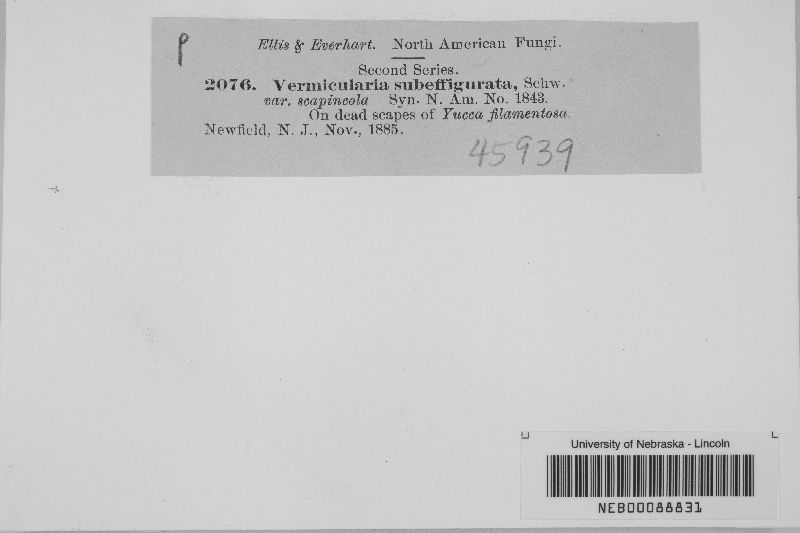 P
Ellis & Everhart. North American Fungi.
Second Series.
2076. Vermicularia subeffigurata, Schw.
var. scapincola Syn. N. Am. No. 1843.
On dead scapes of Yucca filamentosa.
Newfield, N. J., Nov., 1885.
45939
University of Nebraska - Lincoln
NEB00088831